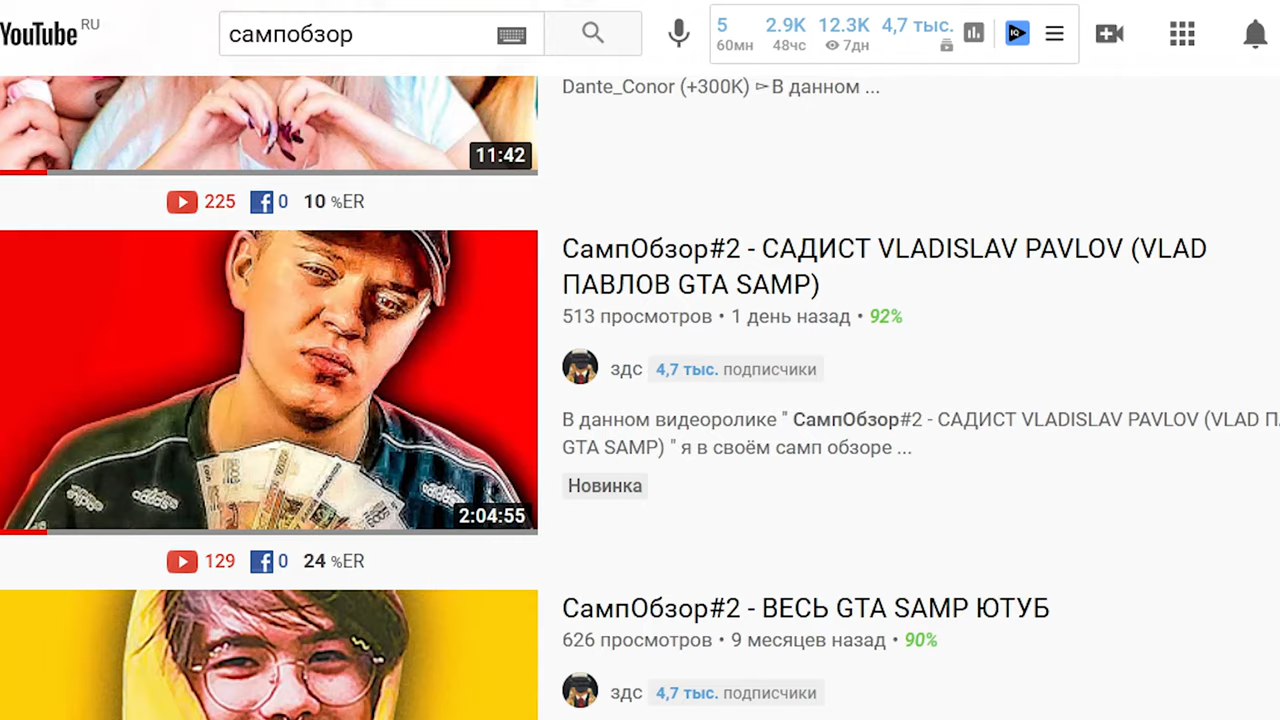 YouTube RU
сампобзор
5 2.9K 12.3K 4,7 тыс.
60мн 48чс 7дн
IQ
Dante_Conor (+300K) ➣ В данном ...
11:42
225 f 0 10 %ER
СампОбзор#2 - САДИСТ VLADISLAV PAVLOV (VLAD
ПАВЛОВ GTA SAMP)
513 просмотров • 1 день назад • 92%
здс 4,7 тыс. подписчики
В данном видеоролике " СампОбзор#2 - САДИСТ VLADISLAV PAVLOV (VLAD П
GTA SAMP) " я в своём самп обзоре ...
Новинка
adidas
2:04:55
129 f 0 24 %ER
СампОбзор#2 - ВЕСЬ GTA SAMP ЮТУБ
626 просмотров • 9 месяцев назад • 90%
здс 4,7 тыс. подписчики